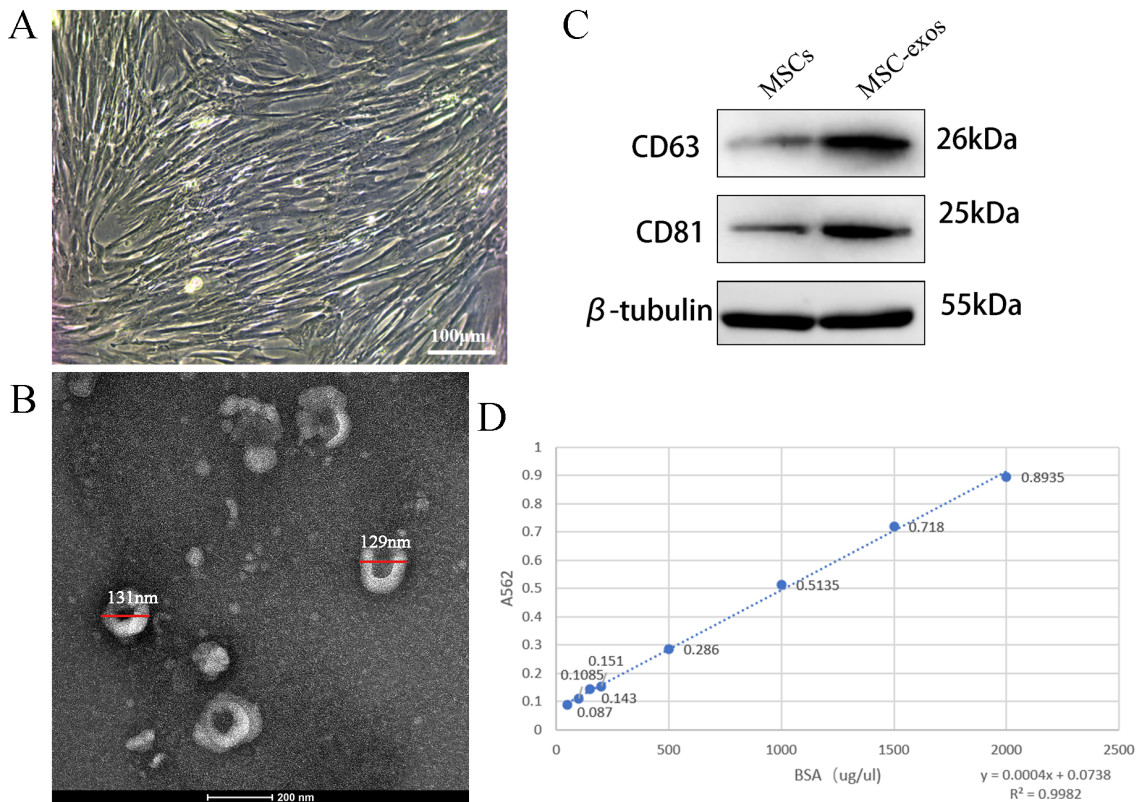 A
100μm
B
129nm
131nm
200 nm
C
MSCs
MSC-exos
CD63
26kDa
CD81
25kDa
β-tubulin
55kDa
D
1
0.9
0.8
0.7
0.6
0.5
0.4
0.3
0.2
0.1
0
A562
0.8935
0.718
0.5135
0.286
0.151
0.1085
0.143
0.087
0
500
1000
1500
2000
2500
BSA（ug/ul)
y = 0.0004x + 0.0738
R² = 0.9982